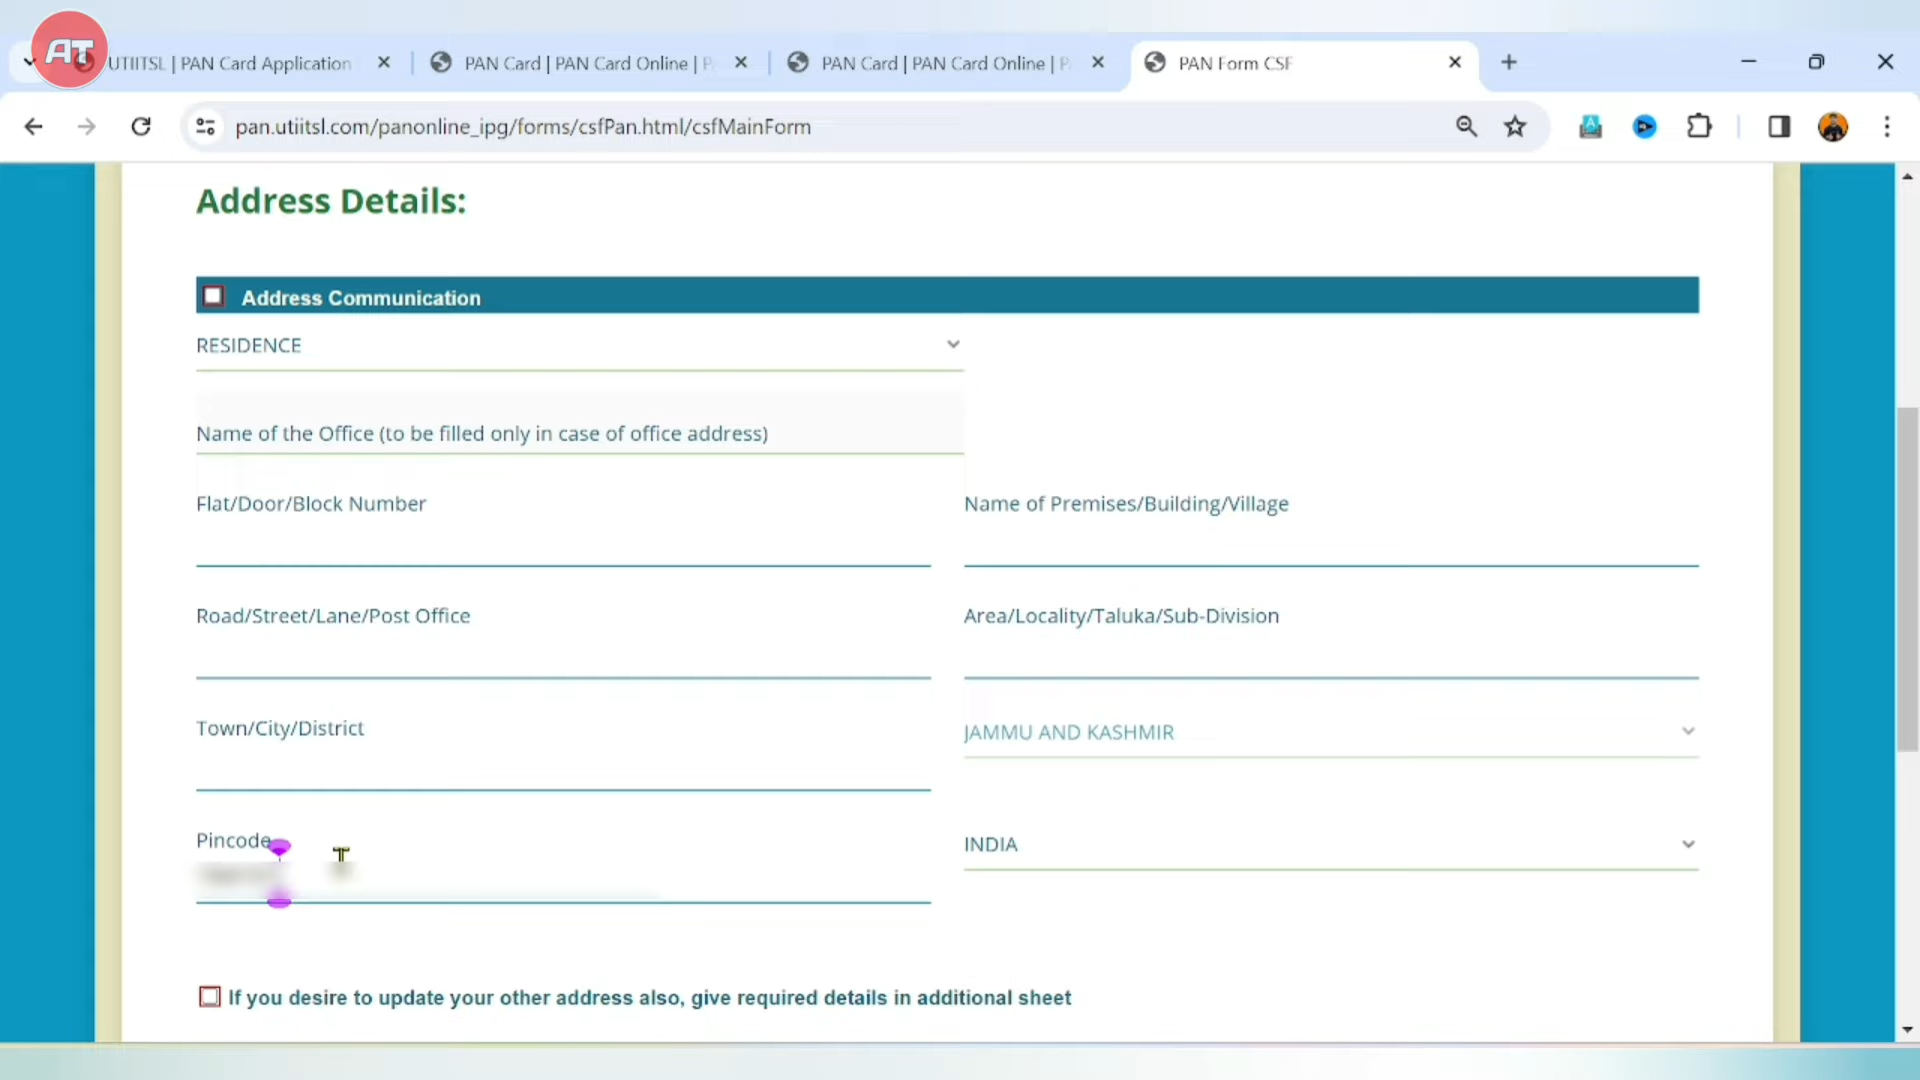 AT
UTIITSL | PAN Card Application
PAN Card | PAN Card Online | P
PAN Card | PAN Card Online | P
PAN Form CSF
pan.utiitsl.com/panonline_ipg/forms/csfPan.html/csfMainForm
Address Details:
Address Communication
RESIDENCE
Name of the Office (to be filled only in case of office address)
Flat/Door/Block Number
Name of Premises/Building/Village
Road/Street/Lane/Post Office
Area/Locality/Taluka/Sub-Division
Town/City/District
JAMMU AND KASHMIR
Pincode
INDIA
If you desire to update your other address also, give required details in additional sheet